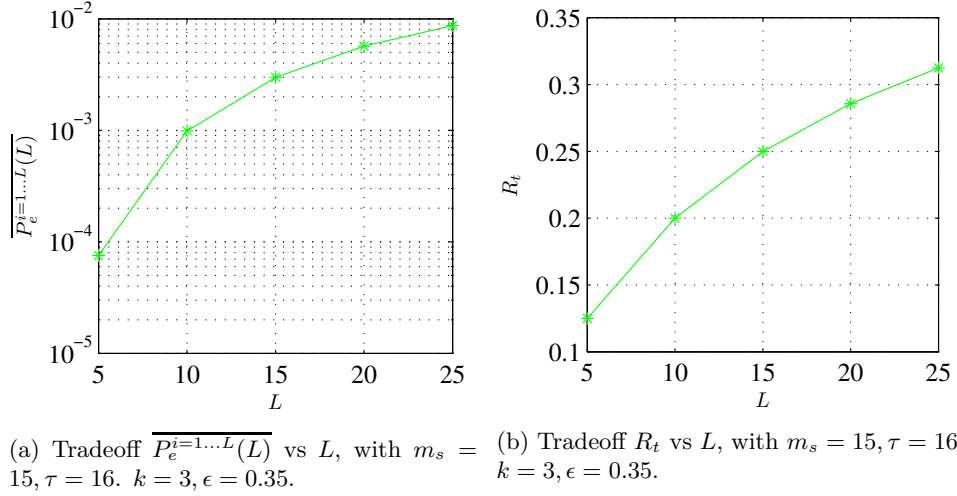 10^{-2}
10^{-3}
10^{-4}
10^{-5}
\overline{P_e^{i=1...L}(L)}
5 10 15 20 25
L
(a) Tradeoff \overline{P_e^{i=1...L}(L)} vs L, with m_s =
15, τ = 16. k = 3, ϵ = 0.35.
0.35
0.3
0.25
0.2
0.15
0.1
R_t
5 10 15 20 25
L
(b) Tradeoff R_t vs L, with m_s = 15, τ = 16
k = 3, ϵ = 0.35.